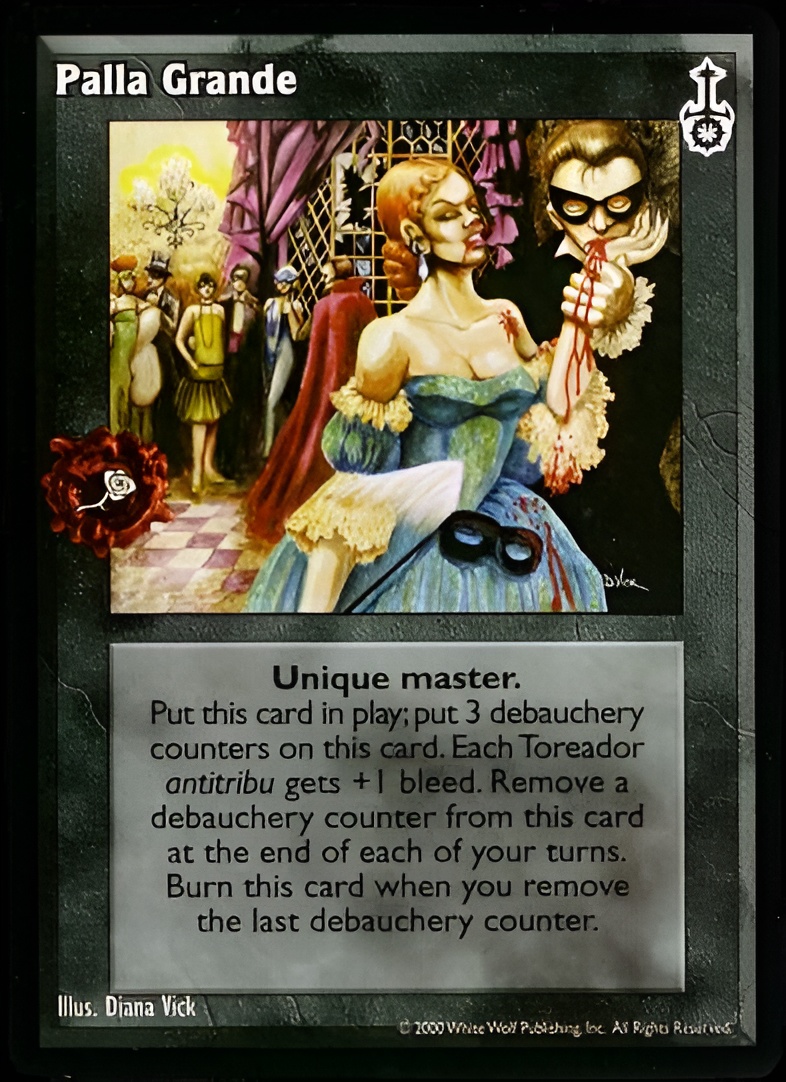 Palla Grande
Unique master.
Put this card in play; put 3 debauchery
counters on this card. Each Toreador
antitribu gets +1 bleed. Remove a
debauchery counter from this card
at the end of each of your turns.
Burn this card when you remove
the last debauchery counter.
Illus. Diana Vick
© 2000 White Wolf Publishing, Inc. All Rights Reserved.